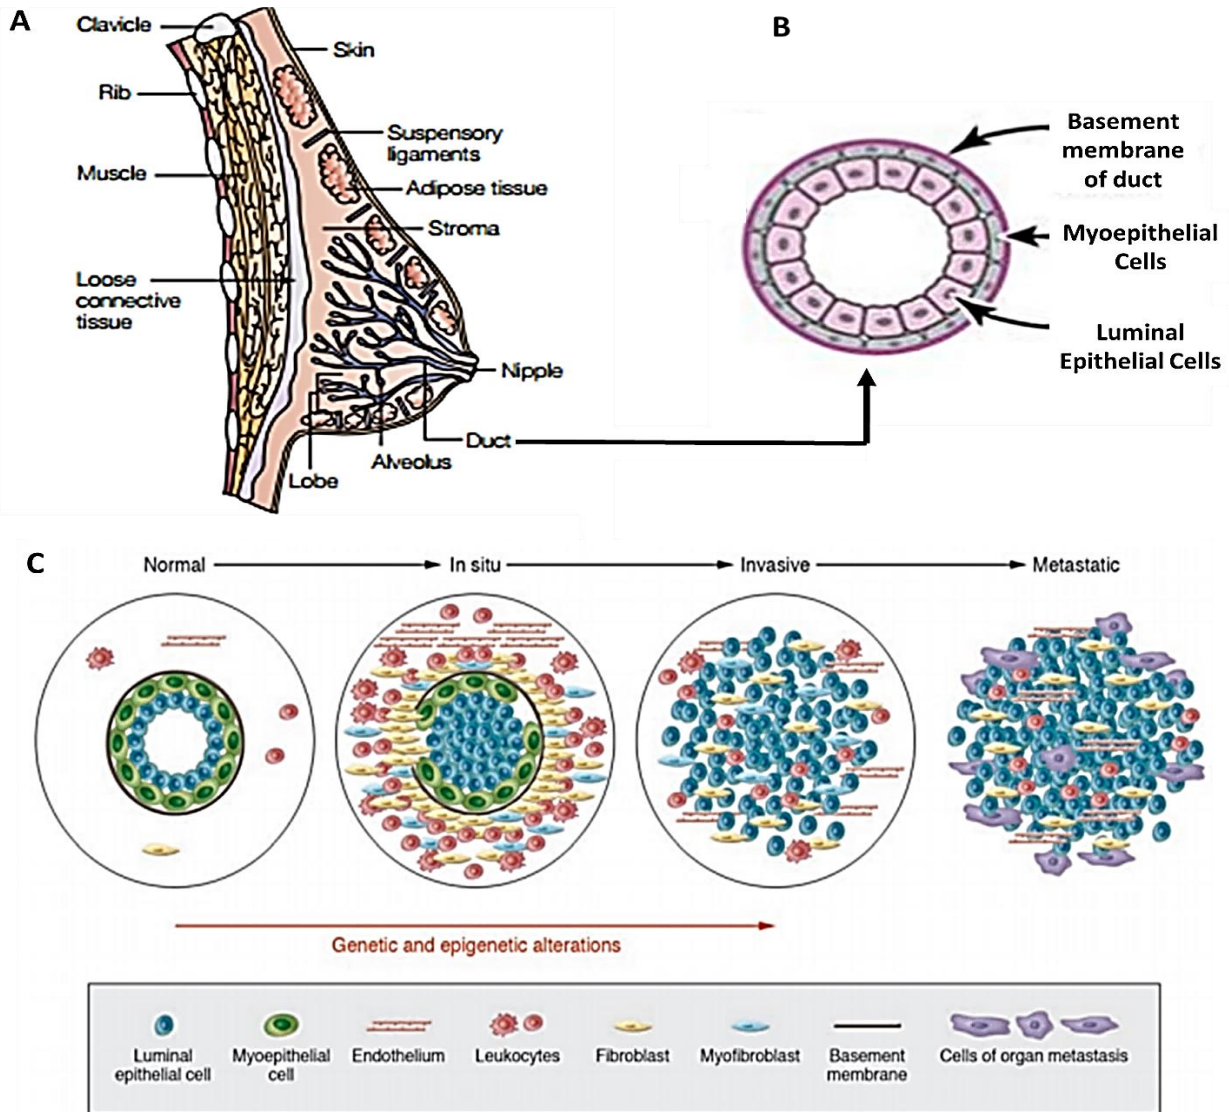 A
Clavicle
Skin
Rib
Suspensory
ligaments
Muscle
Adipose tissue
Stroma
Loose
connective
tissue
Nipple
Duct
Alveolus
Lobe
B
Basement
membrane
of duct
Myoepithelial
Cells
Luminal
Epithelial Cells
C
Normal
In situ
Invasive
Metastatic
Genetic and epigenetic alterations
Luminal
epithelial cell
Myoepithelial
cell
Endothelium
Leukocytes
Fibroblast
Myofibroblast
Basement
membrane
Cells of organ metastasis